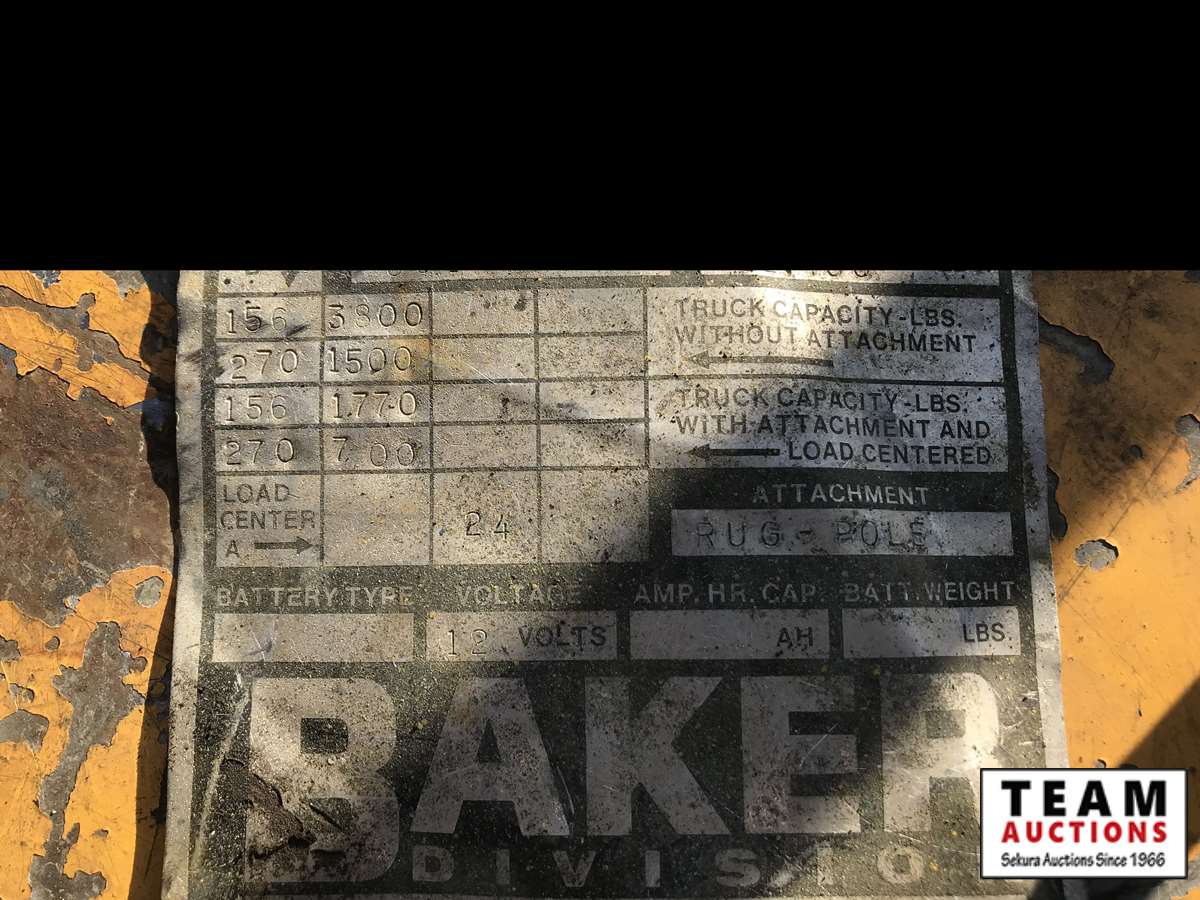 156 3800 TRUCK CAPACITY-LBS.
WITHOUT ATTACHMENT
270 1500
156 1770 TRUCK CAPACITY-LBS.
WITH ATTACHMENT AND
270 700 LOAD CENTERED
LOAD
CENTER
A
24
ATTACHMENT
RUG-POLE
BATTERY TYPE VOLTAGE AMP. HR. CAP. BATT. WEIGHT
12 VOLTS AH LBS.
BAKER
DIVISIO
TEAM
AUCTIONS
Sekura Auctions Since 1966